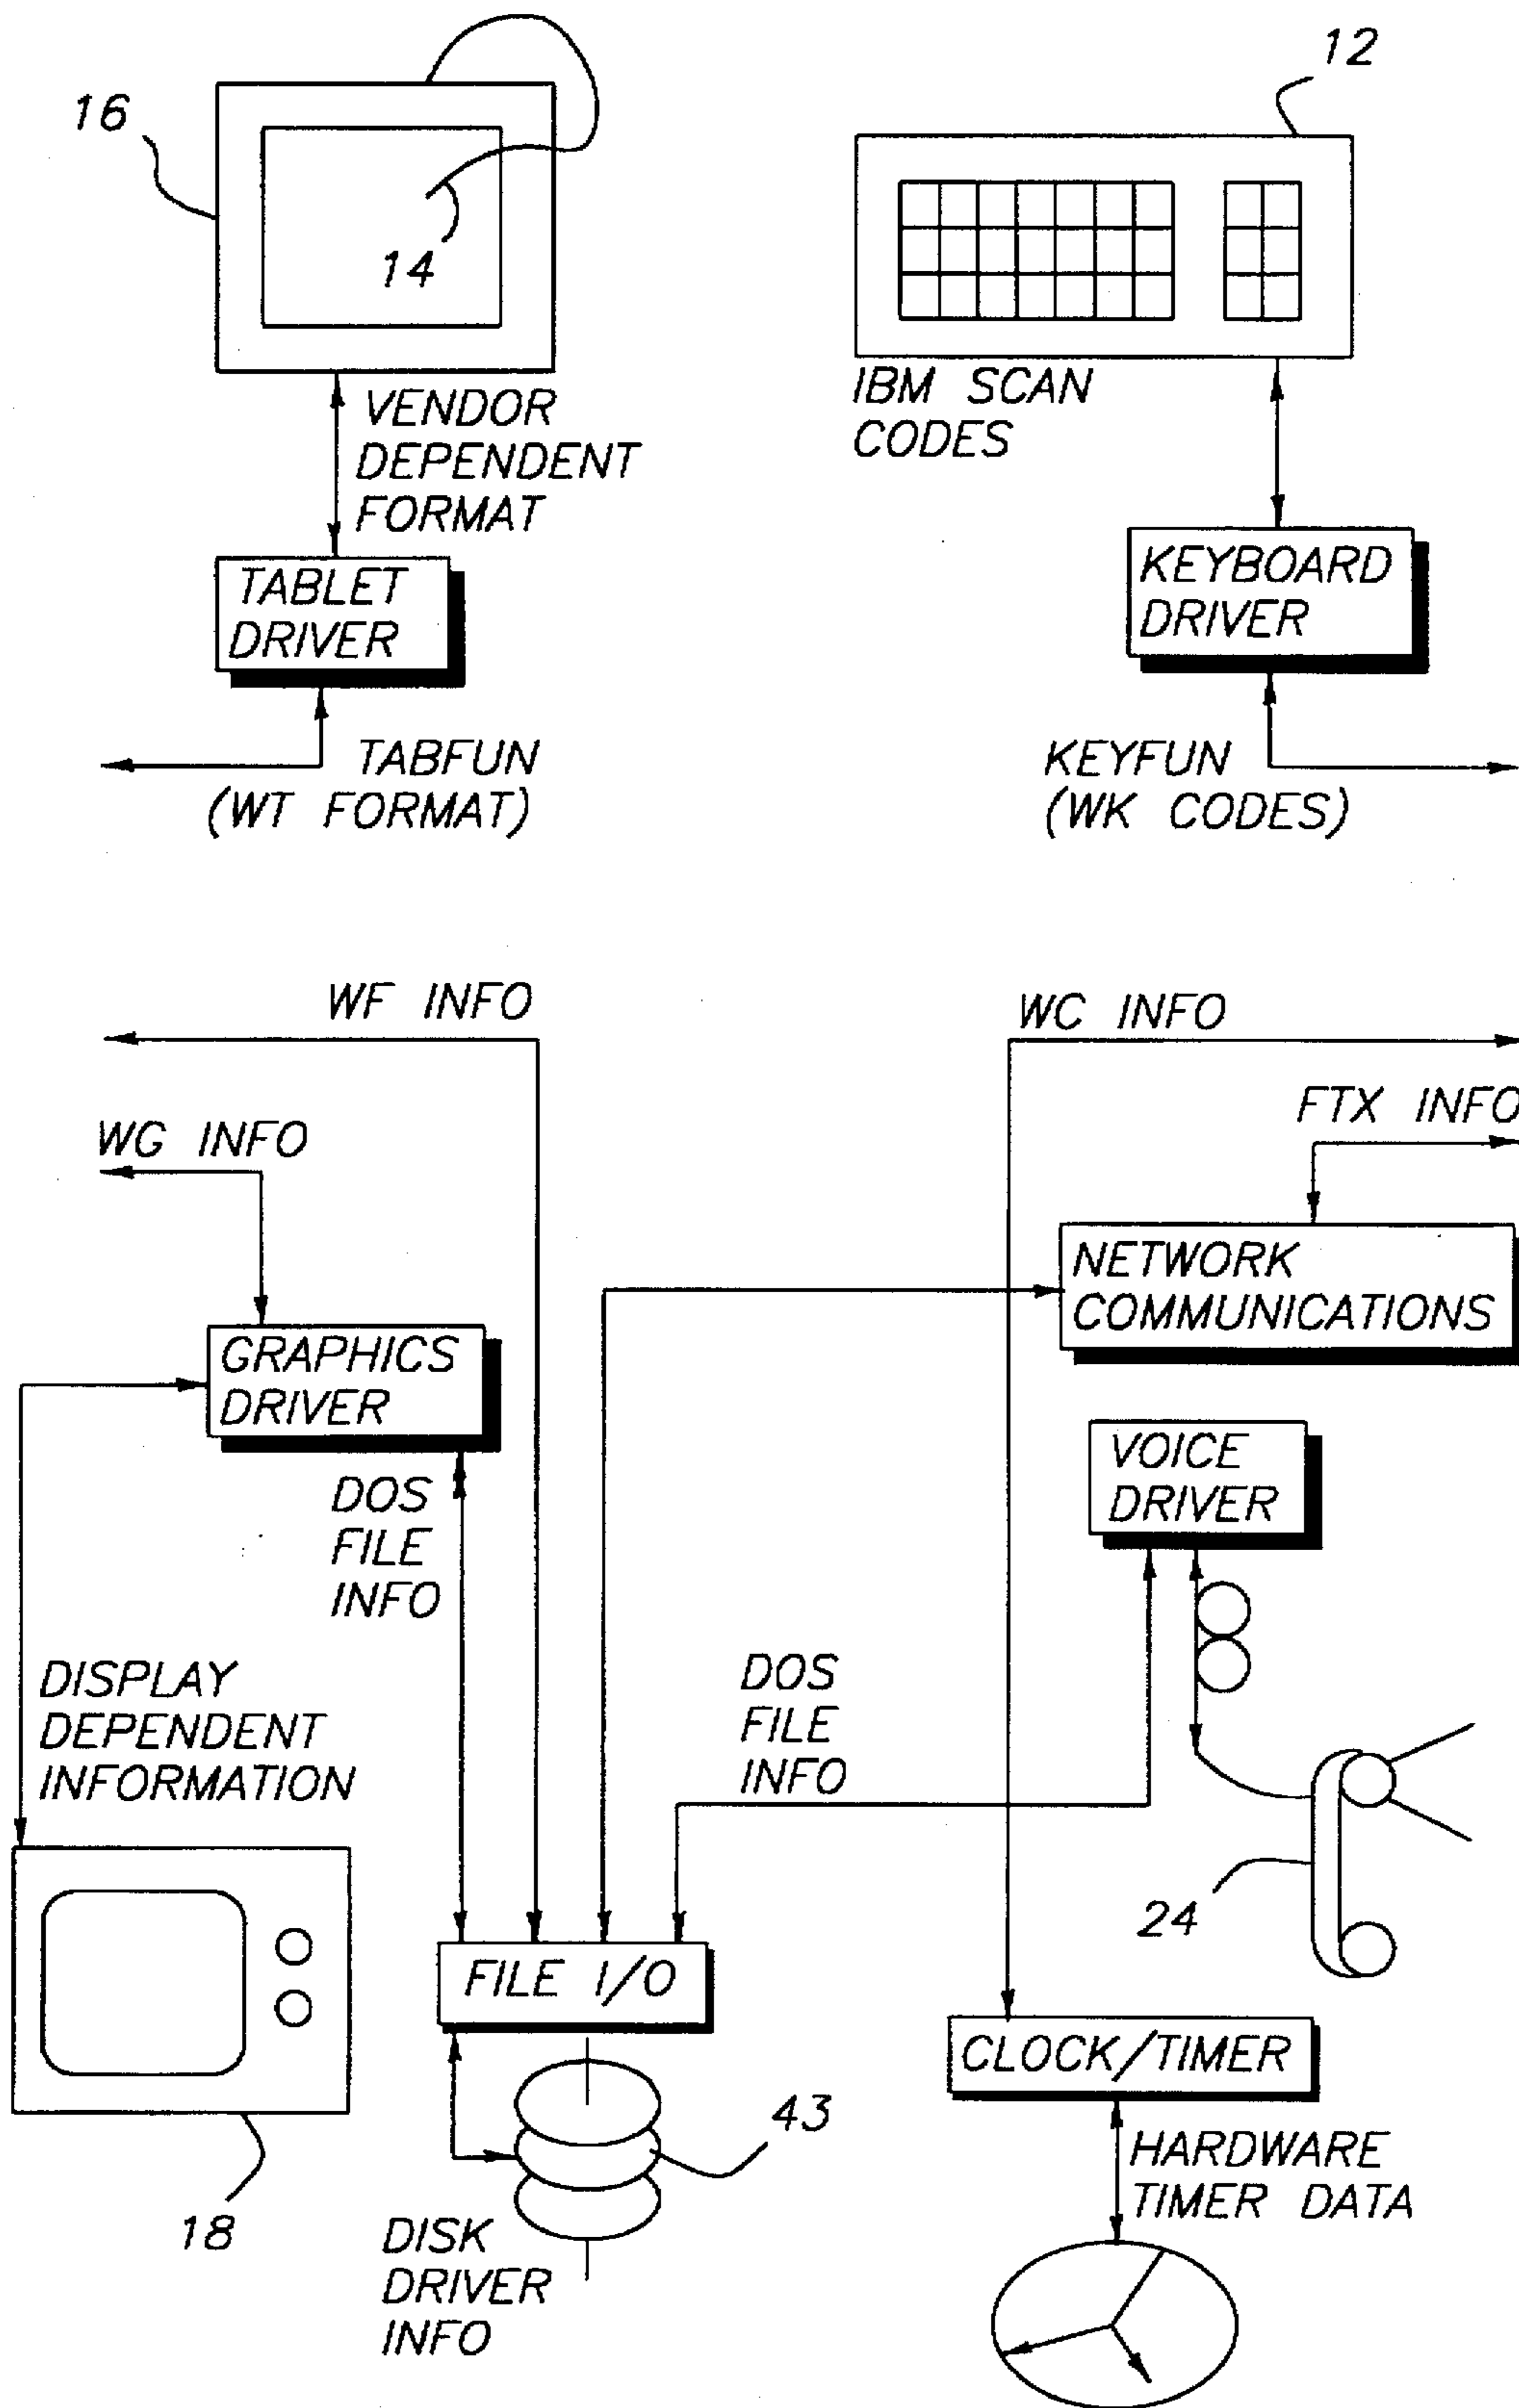 12
16
14
IBM SCAN
CODES
VENDOR
DEPENDENT
FORMAT
TABLET
DRIVER
KEYBOARD
DRIVER
TABFUN
(WT FORMAT)
KEYFUN
(WK CODES)
WF INFO
WC INFO
FTX INFO
WG INFO
NETWORK
COMMUNICATIONS
GRAPHICS
DRIVER
VOICE
DRIVER
DOS
FILE
INFO
DISPLAY
DEPENDENT
INFORMATION
DOS
FILE
INFO
24
FILE I/O
CLOCK/TIMER
43
HARDWARE
TIMER DATA
18
DISK
DRIVER
INFO